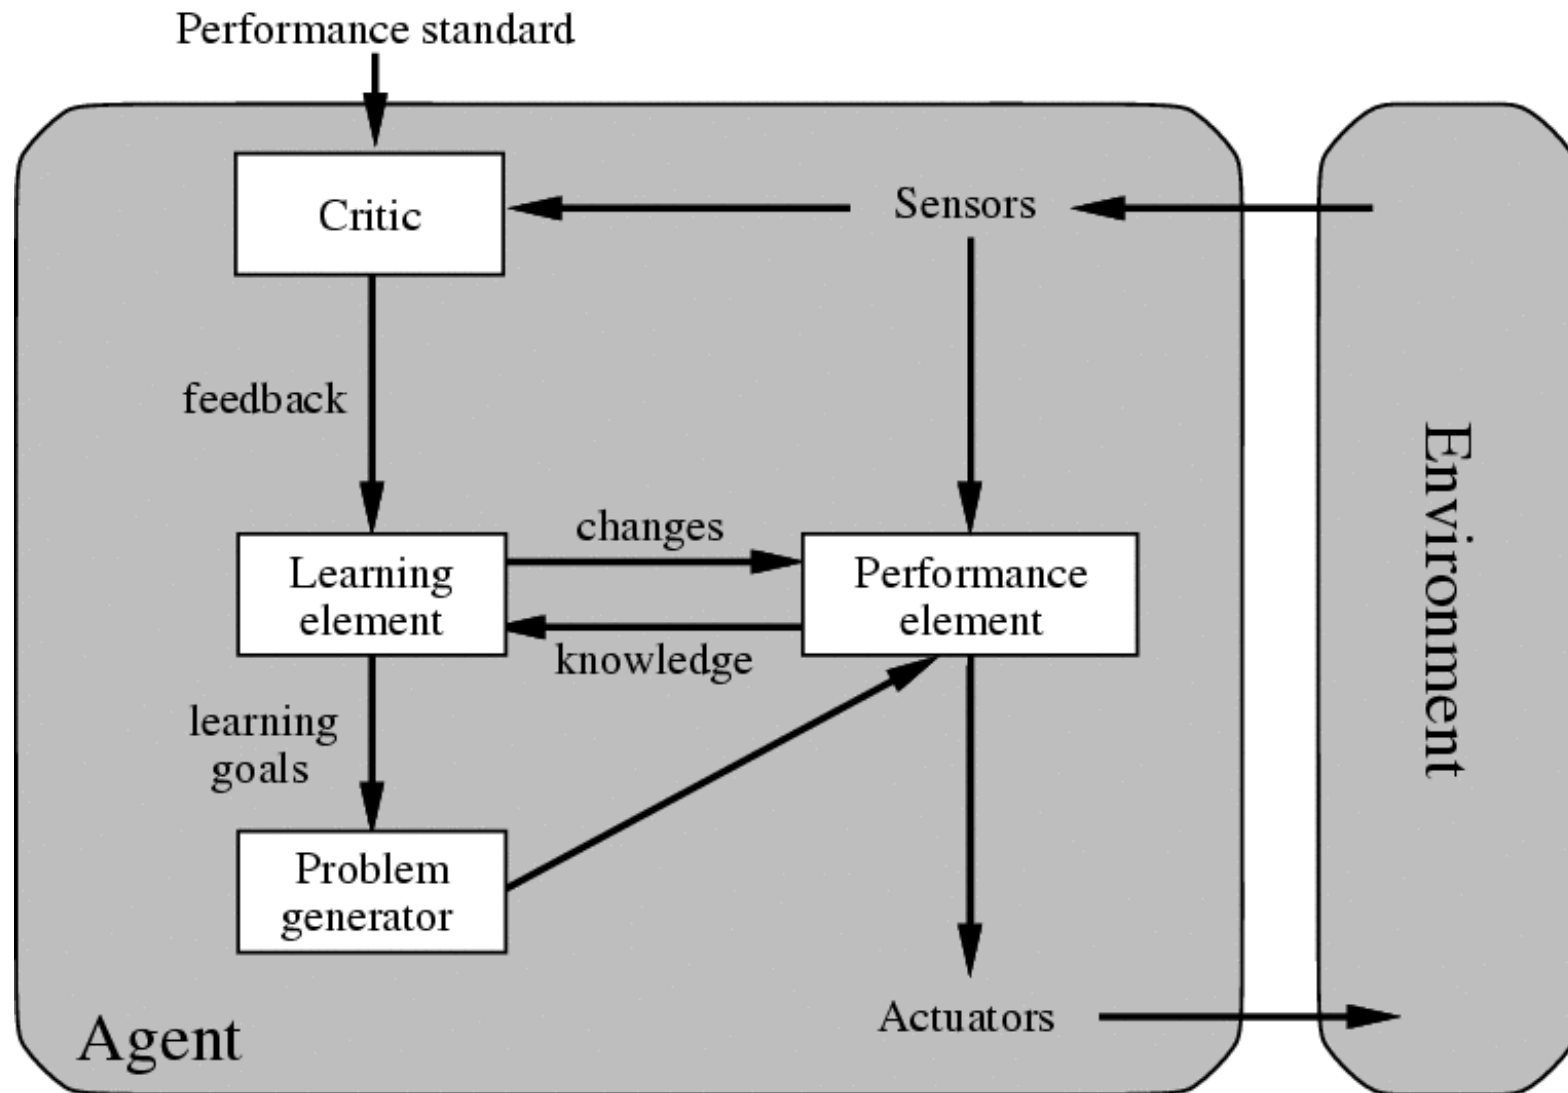 Performance standard
Critic
Sensors
feedback
changes
Learning
element
Performance
element
knowledge
learning
goals
Problem
generator
Actuators
Agent
Environment